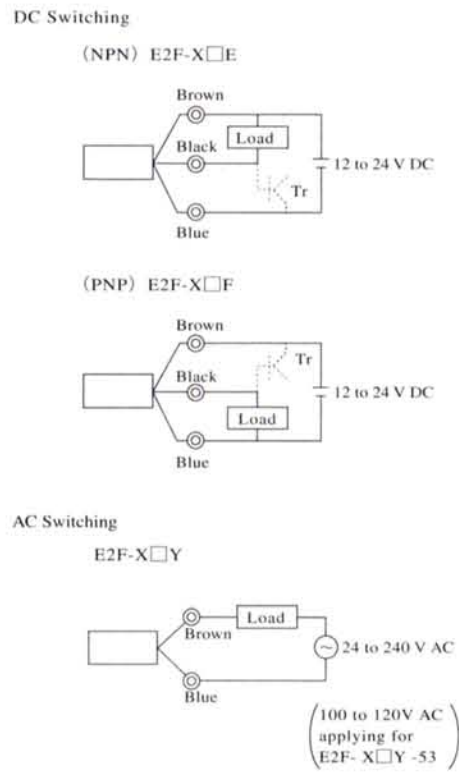 DC Switching
(NPN) E2F-X□E
Brown
Load
Black
12 to 24 V DC
Tr
Blue
(PNP) E2F-X□F
Brown
Tr
Black
12 to 24 V DC
Load
Blue
AC Switching
E2F-X□Y
Load
Brown
24 to 240 V AC
Blue
(100 to 120V AC
applying for
E2F- X□Y -53)